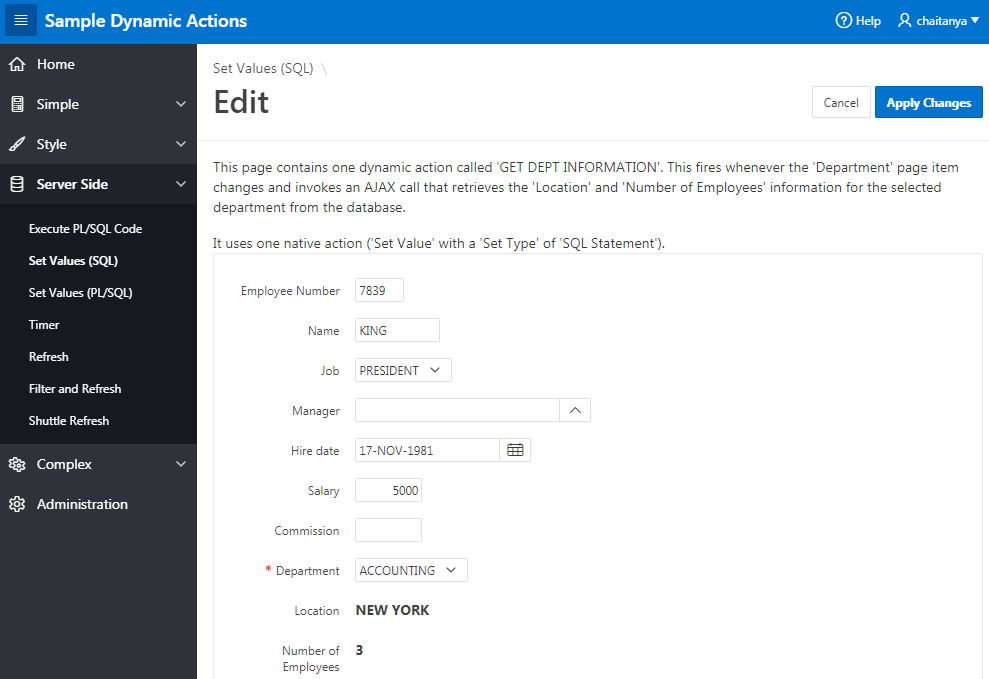 Sample Dynamic Actions
Help
chaitanya
Home
Simple
Style
Server Side
Execute PL/SQL Code
Set Values (SQL)
Set Values (PL/SQL)
Timer
Refresh
Filter and Refresh
Shuttle Refresh
Complex
Administration
Set Values (SQL) \
Edit
Cancel
Apply Changes
This page contains one dynamic action called 'GET DEPT INFORMATION'. This fires whenever the 'Department' page item
changes and invokes an AJAX call that retrieves the 'Location' and 'Number of Employees' information for the selected
department from the database.
It uses one native action ('Set Value' with a 'Set Type' of 'SQL Statement').
Employee Number 7839
Name KING
Job PRESIDENT
Manager
Hire date 17-NOV-1981
Salary 5000
Commission
* Department ACCOUNTING
Location NEW YORK
Number of 3
Employees